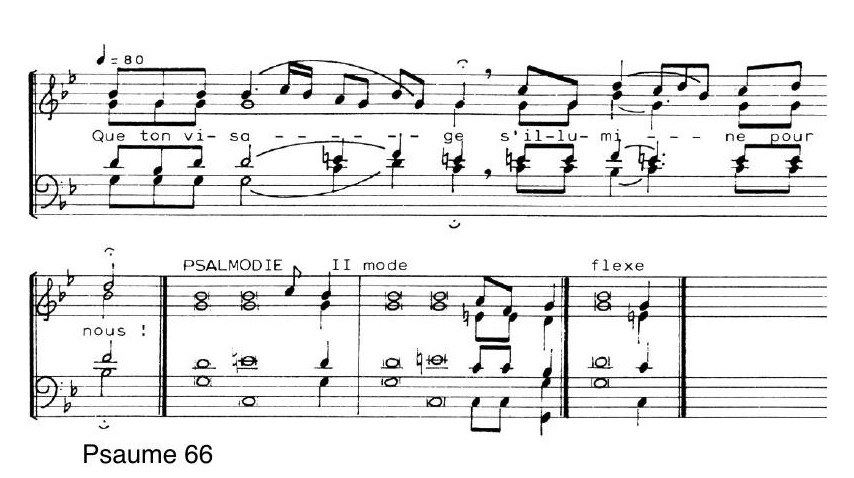 ♩ = 80
Que ton vi- sa - - - - - - - ge s'il-lu- mi - - - ne pour
PSALMODIE II mode flexe
nous !
Psaume 66